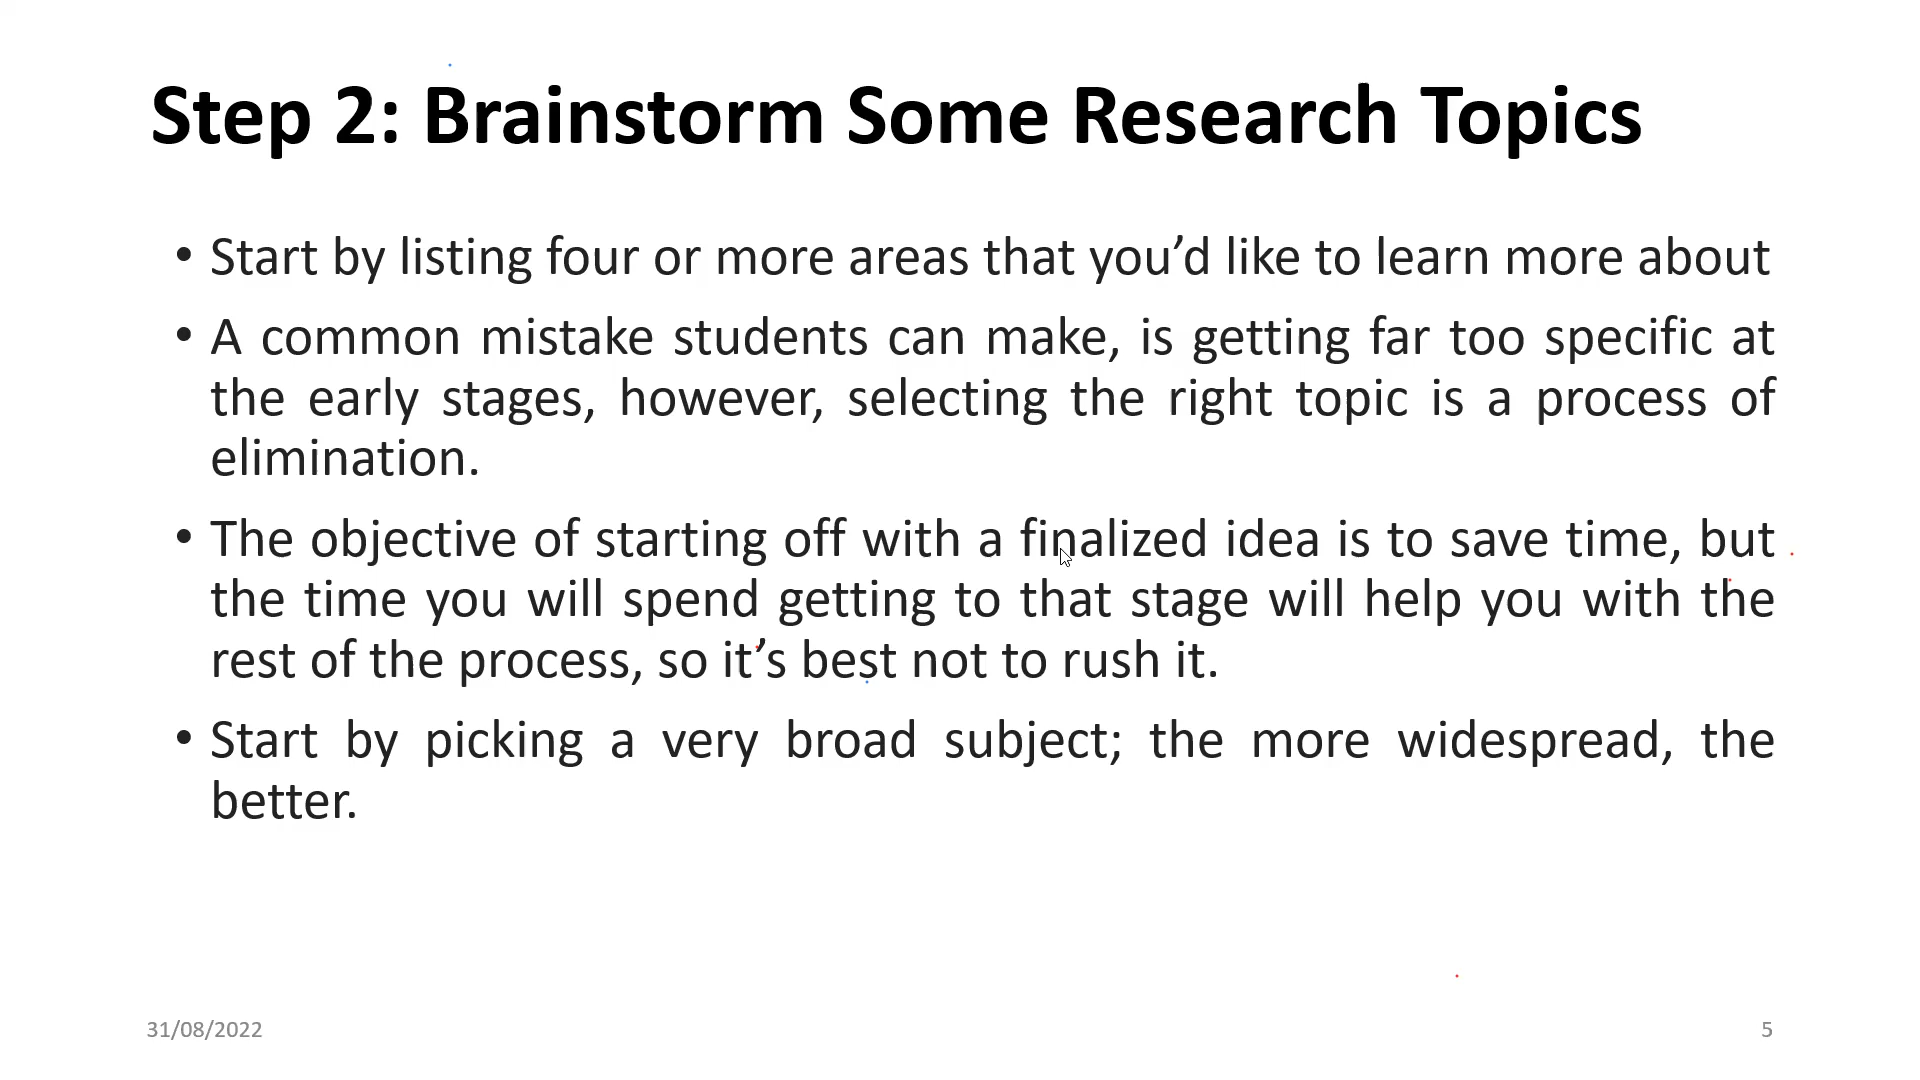 Step 2: Brainstorm Some Research Topics
• Start by listing four or more areas that you’d like to learn more about
• A common mistake students can make, is getting far too specific at
the early stages, however, selecting the right topic is a process of
elimination.
• The objective of starting off with a finalized idea is to save time, but
the time you will spend getting to that stage will help you with the
rest of the process, so it’s best not to rush it.
• Start by picking a very broad subject; the more widespread, the
better.
31/08/2022
5